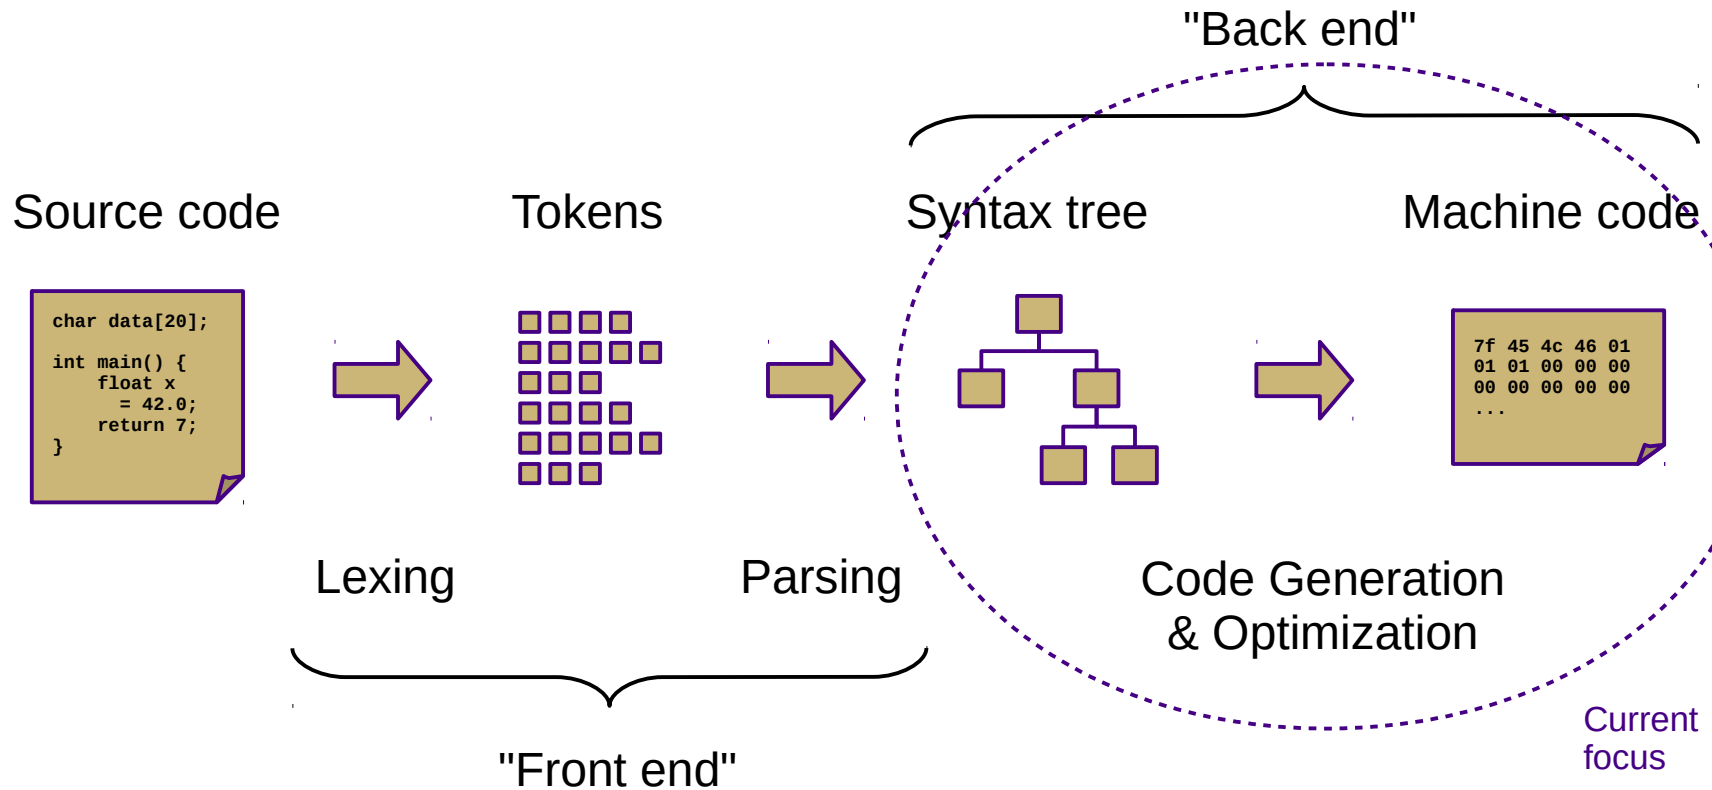 "Back end"
Source code
Tokens
Syntax tree
Machine code
char data[20];
int main() {
    float x
      = 42.0;
    return 7;
}
7f 45 4c 46 01
01 01 00 00 00
00 00 00 00 00
...
Lexing
Parsing
Code Generation
& Optimization
"Front end"
Current
focus